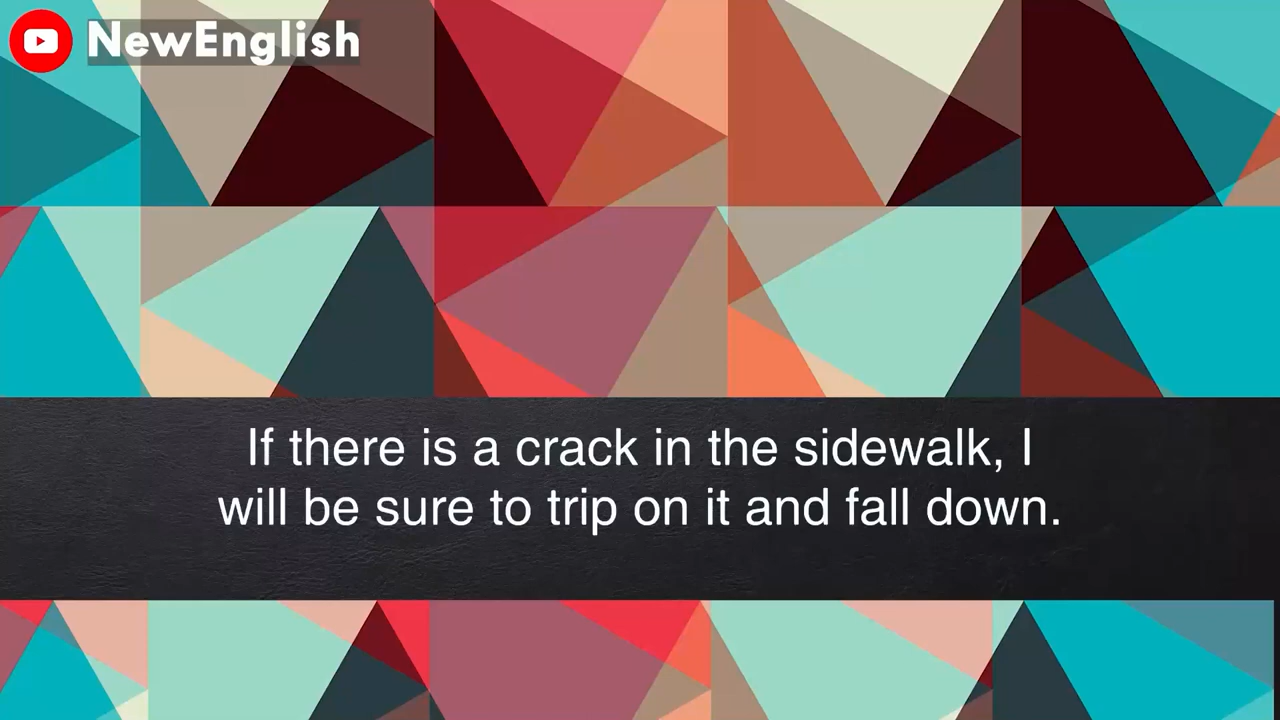 NewEnglish
If there is a crack in the sidewalk, I
will be sure to trip on it and fall down.